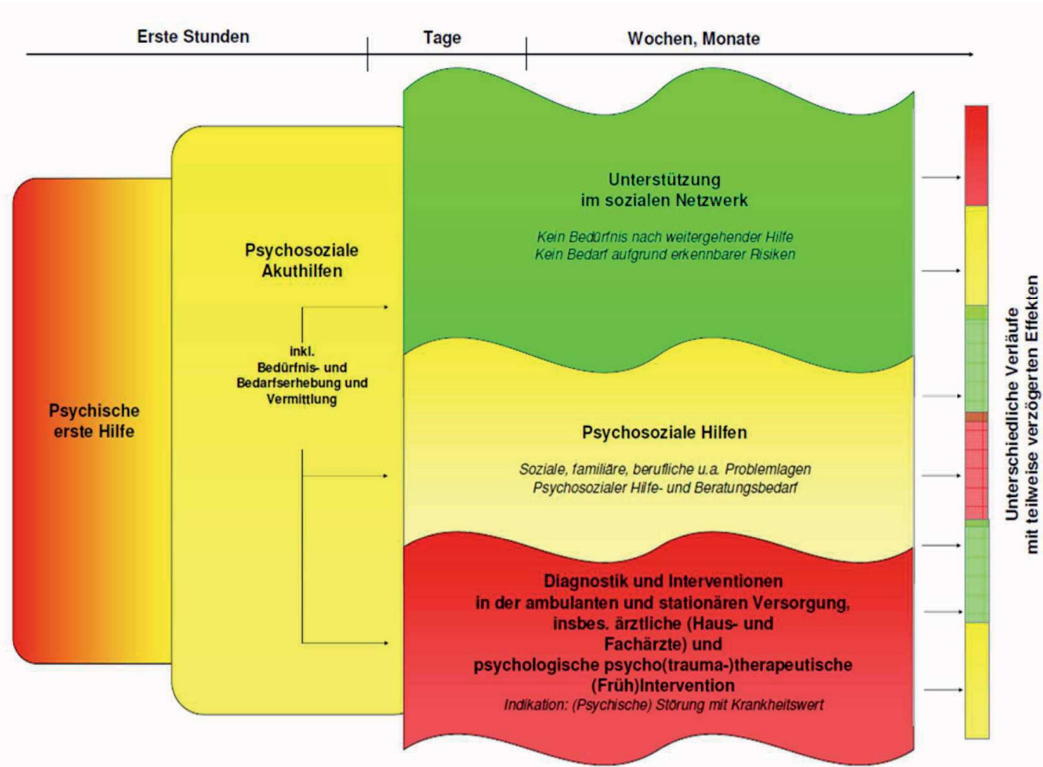 Erste Stunden
Tage
Wochen, Monate
Psychische
erste Hilfe
Psychosoziale
Akuthilfen
inkl.
Bedürfnis- und
Bedarfserhebung und
Vermittlung
Unterstützung
im sozialen Netzwerk
Kein Bedürfnis nach weitergehender Hilfe
Kein Bedarf aufgrund erkennbarer Risiken
Psychosoziale Hilfen
Soziale, familiäre, berufliche u.a. Problemlagen
Psychosozialer Hilfe- und Beratungsbedarf
Diagnostik und Interventionen
in der ambulanten und stationären Versorgung,
insbes. ärztliche (Haus- und
Fachärzte) und
psychologische psycho(trauma-)therapeutische
(Früh)Intervention
Indikation: (Psychische) Störung mit Krankheitswert
Unterschiedliche Verläufe
mit teilweise verzögerten Effekten